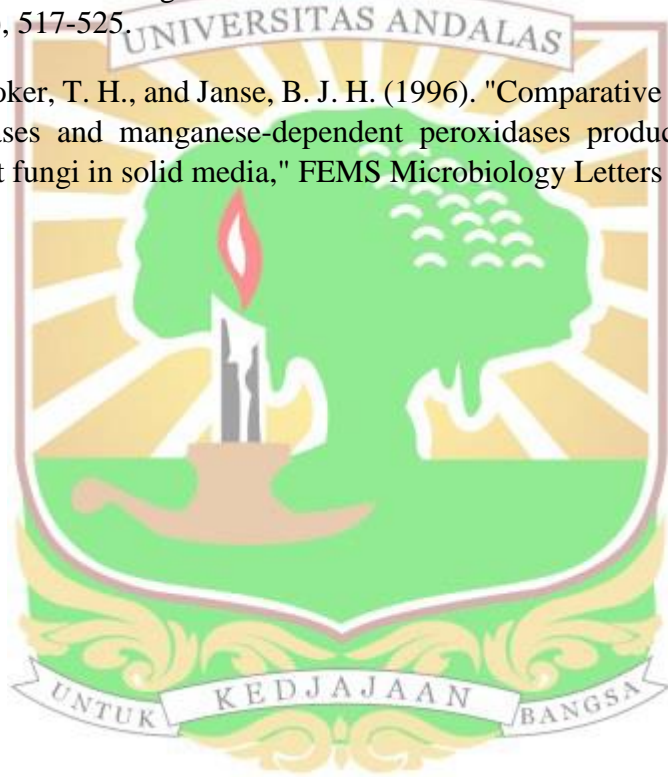 , 517-525.
UNIVERSITAS ANDALAS
oker, T. H., and Janse, B. J. H. (1996). "Comparative
ases and manganese-dependent peroxidases produc
t fungi in solid media," FEMS Microbiology Letters
UNTUK KEDJAJAAN BANGSA